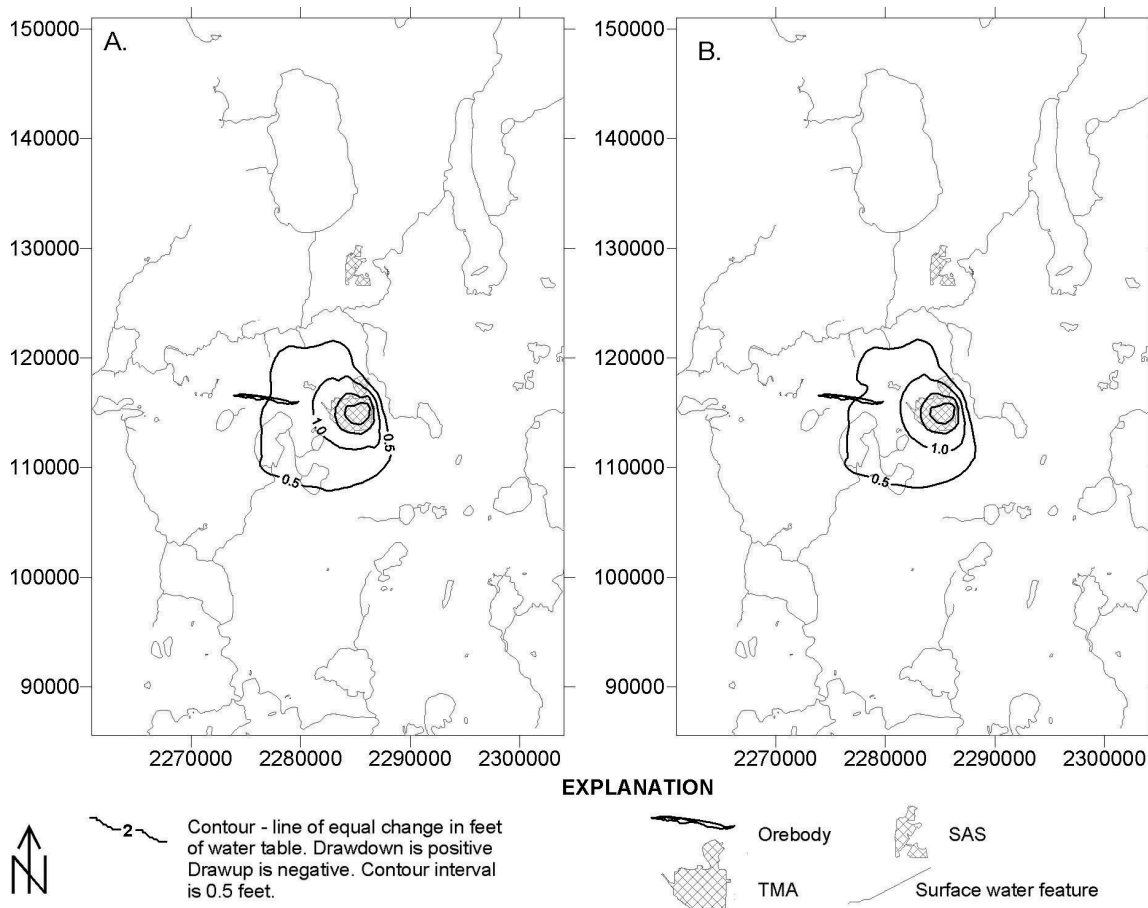 A.
B.
150000
140000
130000
120000
110000
100000
90000
150000
140000
130000
120000
110000
100000
90000
1.0
0.5
0.5
1.0
0.5
2270000 2280000 2290000 2300000
2270000 2280000 2290000 2300000
EXPLANATION
N
2
Contour - line of equal change in feet
of water table. Drawdown is positive
Drawup is negative. Contour interval
is 0.5 feet.
Orebody
SAS
TMA
Surface water feature